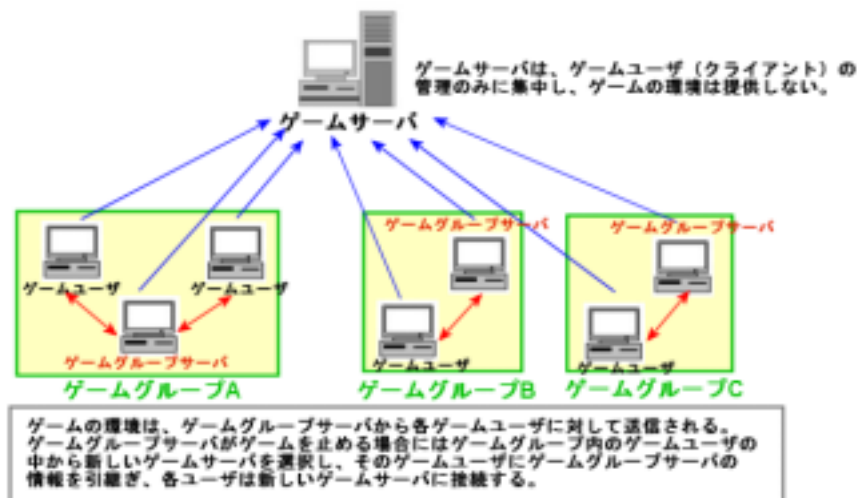 ゲームサーバは、ゲームユーザ（クライアント）の
管理のみに集中し、ゲームの環境は提供しない。
ゲームサーバ
ゲームグループサーバ
ゲームグループサーバ
ゲームユーザ
ゲームユーザ
ゲームグループサーバ
ゲームユーザ
ゲームユーザ
ゲームグループA
ゲームグループB
ゲームグループC
ゲームの環境は、ゲームグループサーバから各ゲームユーザに対して送信される。
ゲームグループサーバがゲームを止める場合にはゲームグループ内のゲームユーザの
中から新しいゲームサーバを選択し、そのゲームユーザにゲームグループサーバの
情報を引継ぎ、各ユーザは新しいゲームサーバに接続する。